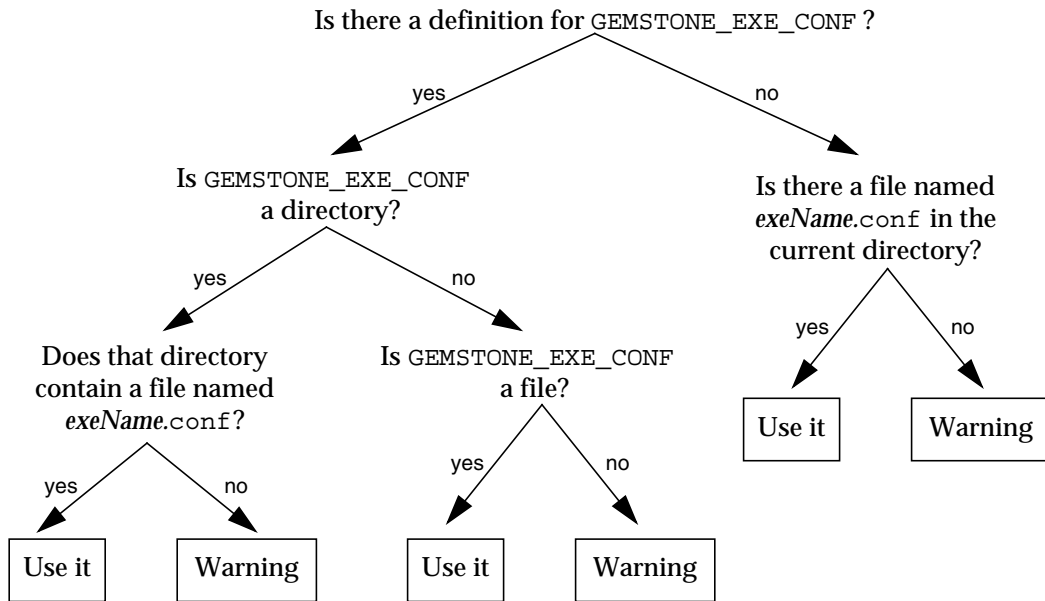 Is there a definition for GEMSTONE_EXE_CONF ?
yes
no
Is GEMSTONE_EXE_CONF
a directory?
Is there a file named
exeName.conf in the
current directory?
yes
no
yes
no
Does that directory
contain a file named
exeName.conf?
Is GEMSTONE_EXE_CONF
a file?
Use it
Warning
yes
no
yes
no
Use it
Warning
Use it
Warning